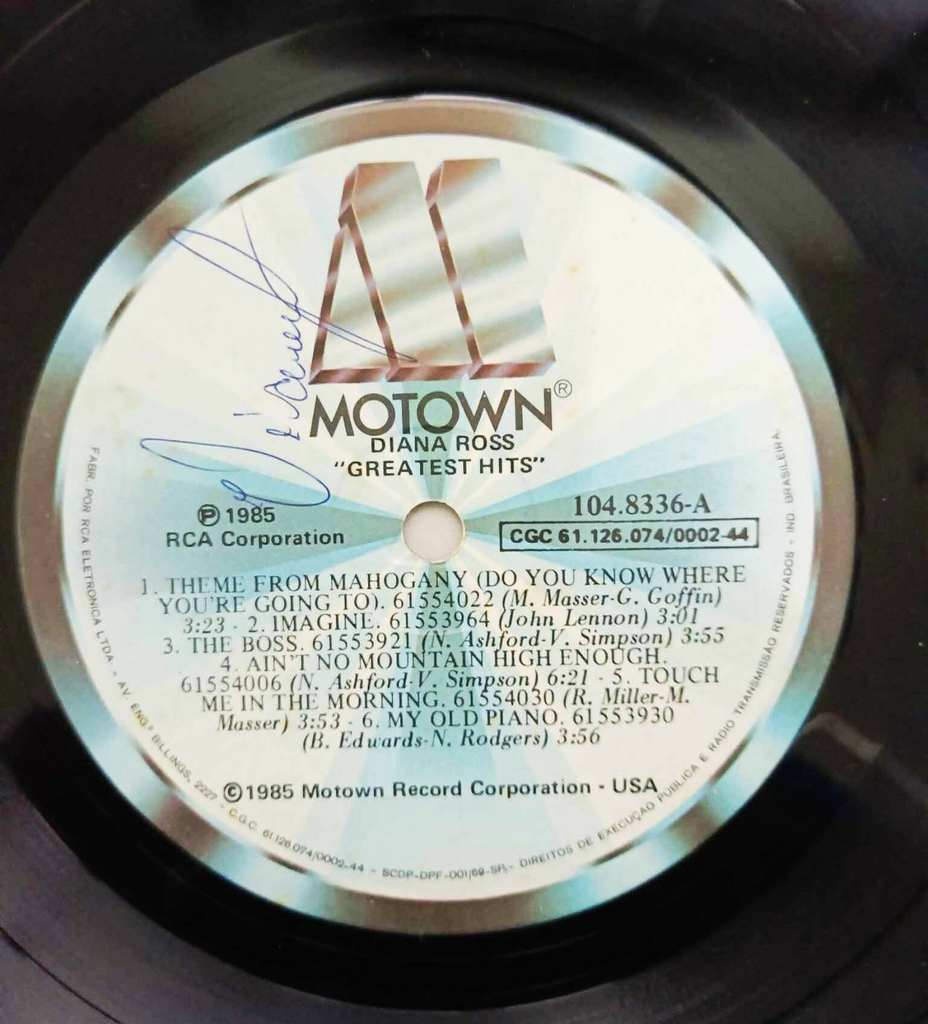 MOTOWN®
DIANA ROSS
"GREATEST HITS"
℗ 1985
RCA Corporation
104.8336-A
CGC 61.126.074/0002-44
1. THEME FROM MAHOGANY (DO YOU KNOW WHERE
YOU'RE GOING TO). 61554022 (M. Masser-G. Goffin)
3:23 - 2. IMAGINE. 61553964 (John Lennon) 3:01
3. THE BOSS. 61553921 (N. Ashford-V. Simpson) 3:55
4. AIN'T NO MOUNTAIN HIGH ENOUGH.
61554006 (N. Ashford-V. Simpson) 6:21 - 5. TOUCH
ME IN THE MORNING. 61554030 (R. Miller-M.
Masser) 3:53 - 6. MY OLD PIANO. 61553930
(B. Edwards-N. Rodgers) 3:56
©1985 Motown Record Corporation · USA
FABR. POR RCA ELETRONICA LTDA. - AV. ENG.º BILLINGS, 2227 - C.G.C. 61.126.074/0002-44 - SCDP-DPF-001/69-SP. - DIREITOS DE EXECUÇÃO PÚBLICA E RADIO TRANSMISSÃO RESERVADOS - IND. BRASILEIRA.